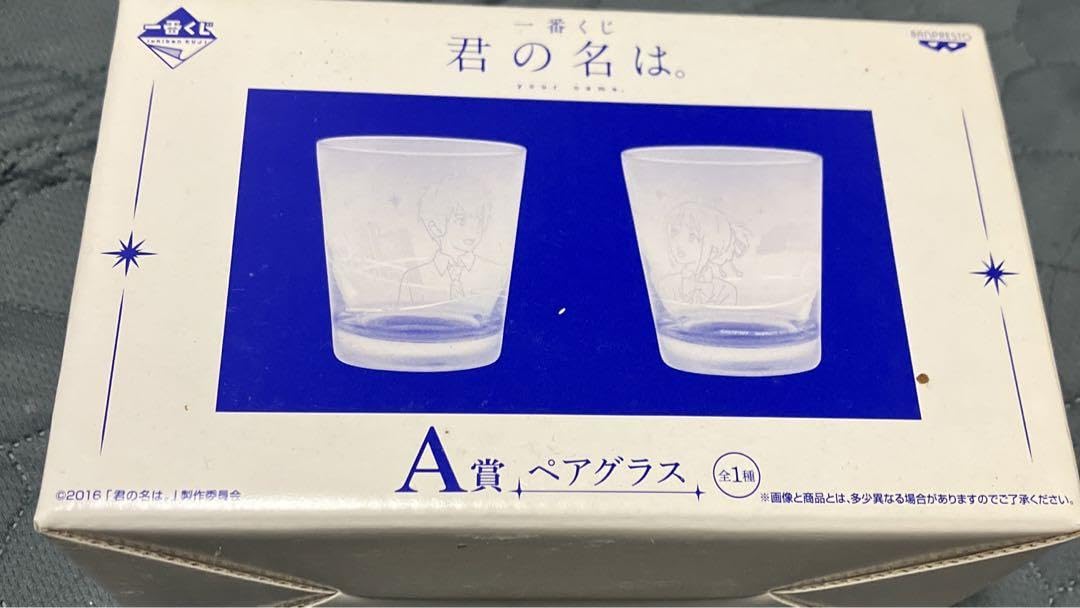 一番くじ
ICHIBAN KUJI
一番くじ
君の名は。
your name.
BANPRESTO
A賞 ペアグラス 全1種
©2016「君の名は。」製作委員会
※画像と商品とは、多少異なる場合がありますのでご了承ください。